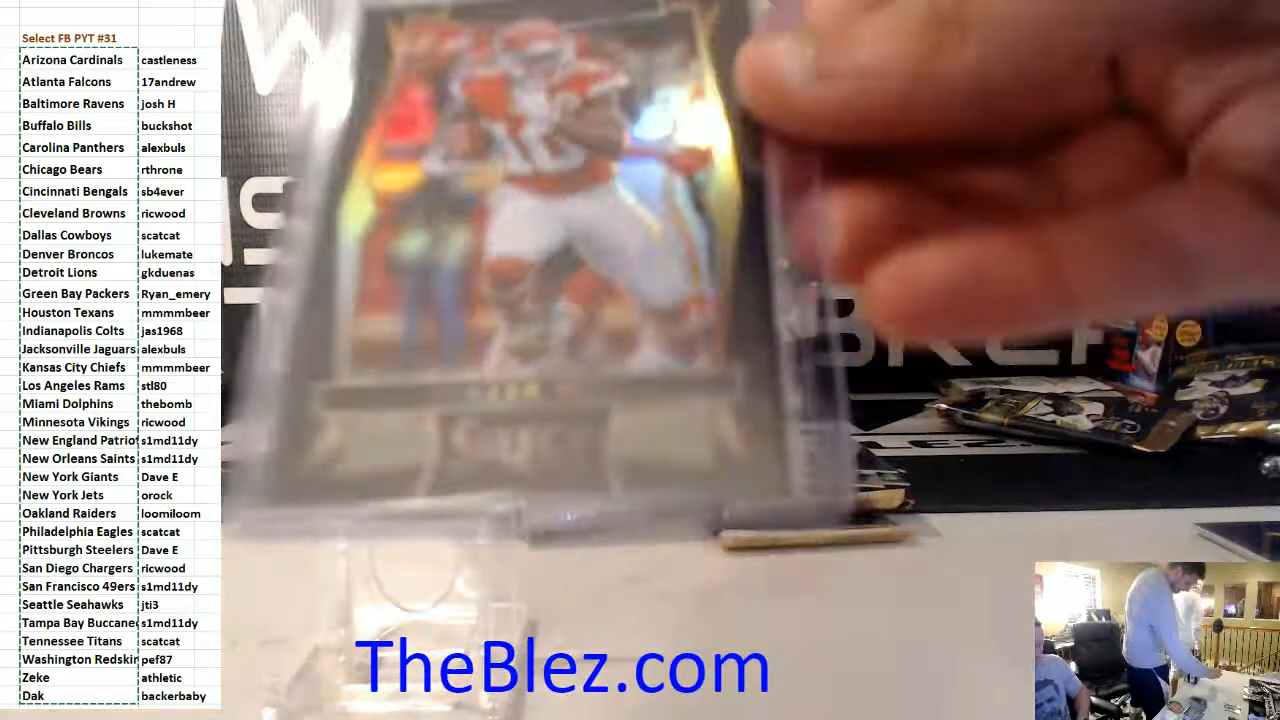 Select FB PYT #31
Arizona Cardinals castleness
Atlanta Falcons 17andrew
Baltimore Ravens josh H
Buffalo Bills buckshot
Carolina Panthers alexbuls
Chicago Bears rthrone
Cincinnati Bengals sb4ever
Cleveland Browns ricwood
Dallas Cowboys scatcat
Denver Broncos lukemate
Detroit Lions gkduenas
Green Bay Packers Ryan_emery
Houston Texans mmmmbeer
Indianapolis Colts jas1968
Jacksonville Jaguars alexbuls
Kansas City Chiefs mmmmbeer
Los Angeles Rams stl80
Miami Dolphins thebomb
Minnesota Vikings ricwood
New England Patriot s1md11dy
New Orleans Saints s1md11dy
New York Giants Dave E
New York Jets orock
Oakland Raiders loomiloom
Philadelphia Eagles scatcat
Pittsburgh Steelers Dave E
San Diego Chargers ricwood
San Francisco 49ers s1md11dy
Seattle Seahawks jti3
Tampa Bay Buccane s1md11dy
Tennessee Titans scatcat
Washington Redskin pef87
Zeke athletic
Dak backerbaby
TheBlez.com